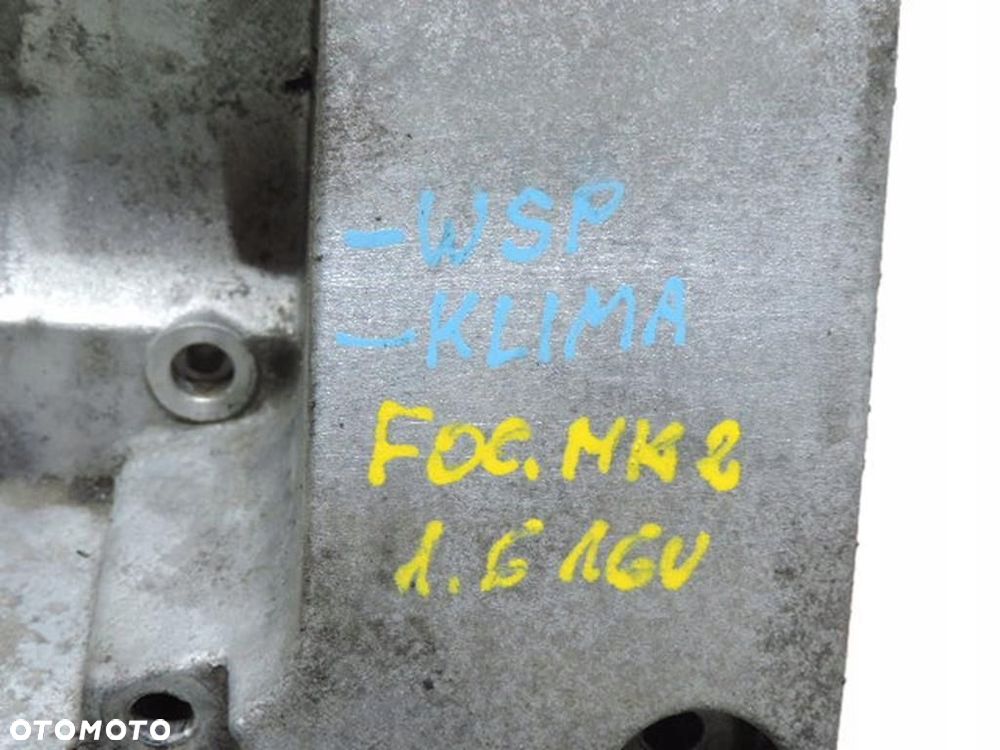 -WSP
-KLIMA
FOC. MK2
1.6 16V
OTOMOTO